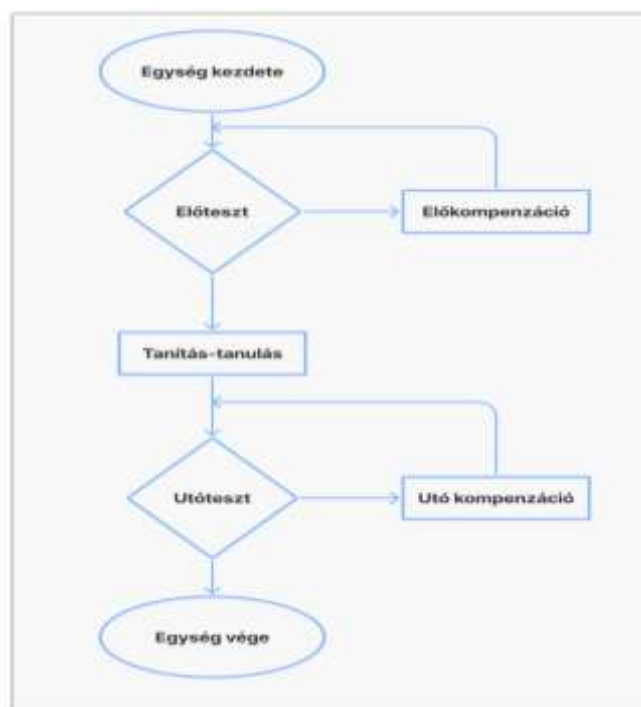 Egység kezdete
Előteszt
Előkompenzáció
Tanítás-tanulás
Utóteszt
Utó kompenzáció
Egység vége